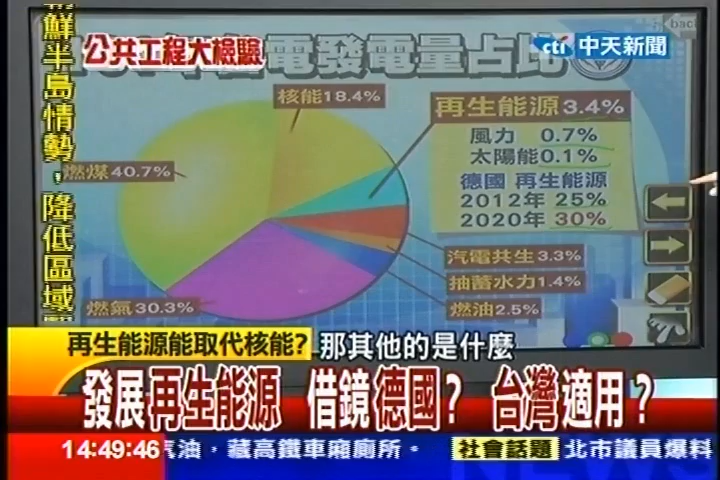 鮮半島情勢，降低區域
公共工程大檢驗
電發電量占比
back
cti 中天新聞
核能18.4%
再生能源3.4%
風力 0.7%
太陽能0.1%
德國 再生能源
2012年 25%
2020年 30%
燃煤40.7%
汽電共生3.3%
抽蓄水力1.4%
燃油2.5%
燃氣30.3%
再生能源能取代核能？
那其他的是什麼
發展再生能源 借鏡德國？ 台灣適用？
14:49:46
汽油，藏高鐵車廂廁所。
社會話題
北市議員爆料
NEWS